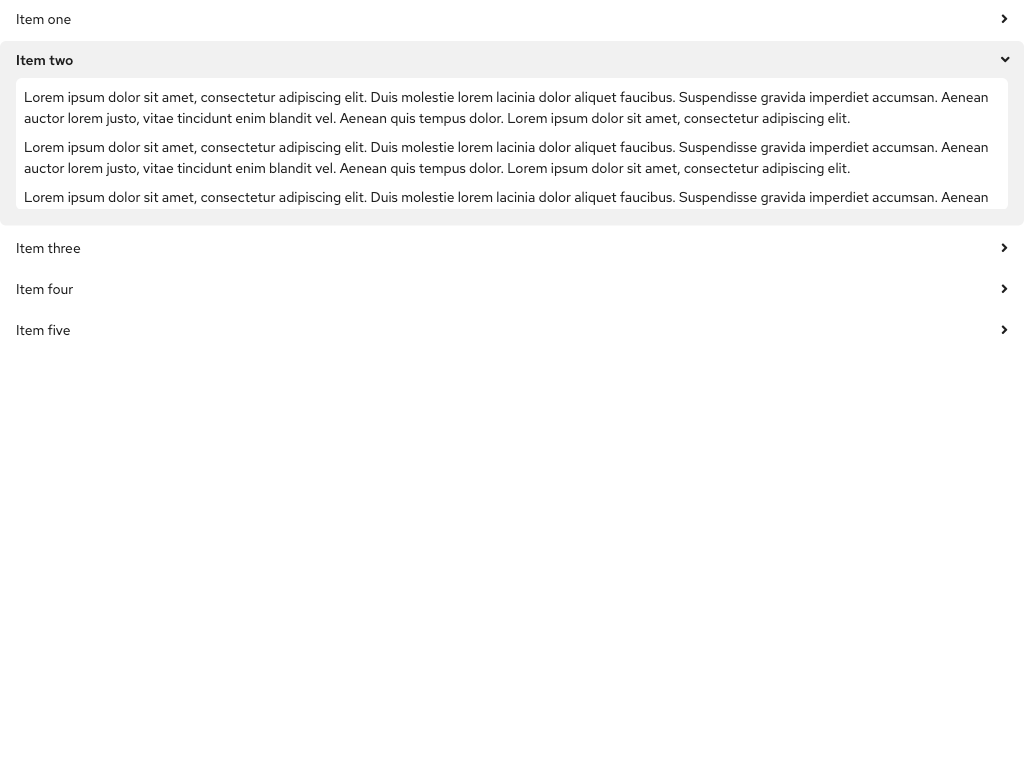 Item one
Item two
Lorem ipsum dolor sit amet, consectetur adipiscing elit. Duis molestie lorem lacinia dolor aliquet faucibus. Suspendisse gravida imperdiet accumsan. Aenean
auctor lorem justo, vitae tincidunt enim blandit vel. Aenean quis tempus dolor. Lorem ipsum dolor sit amet, consectetur adipiscing elit.
Lorem ipsum dolor sit amet, consectetur adipiscing elit. Duis molestie lorem lacinia dolor aliquet faucibus. Suspendisse gravida imperdiet accumsan. Aenean
auctor lorem justo, vitae tincidunt enim blandit vel. Aenean quis tempus dolor. Lorem ipsum dolor sit amet, consectetur adipiscing elit.
Lorem ipsum dolor sit amet, consectetur adipiscing elit. Duis molestie lorem lacinia dolor aliquet faucibus. Suspendisse gravida imperdiet accumsan. Aenean
Item three
Item four
Item five